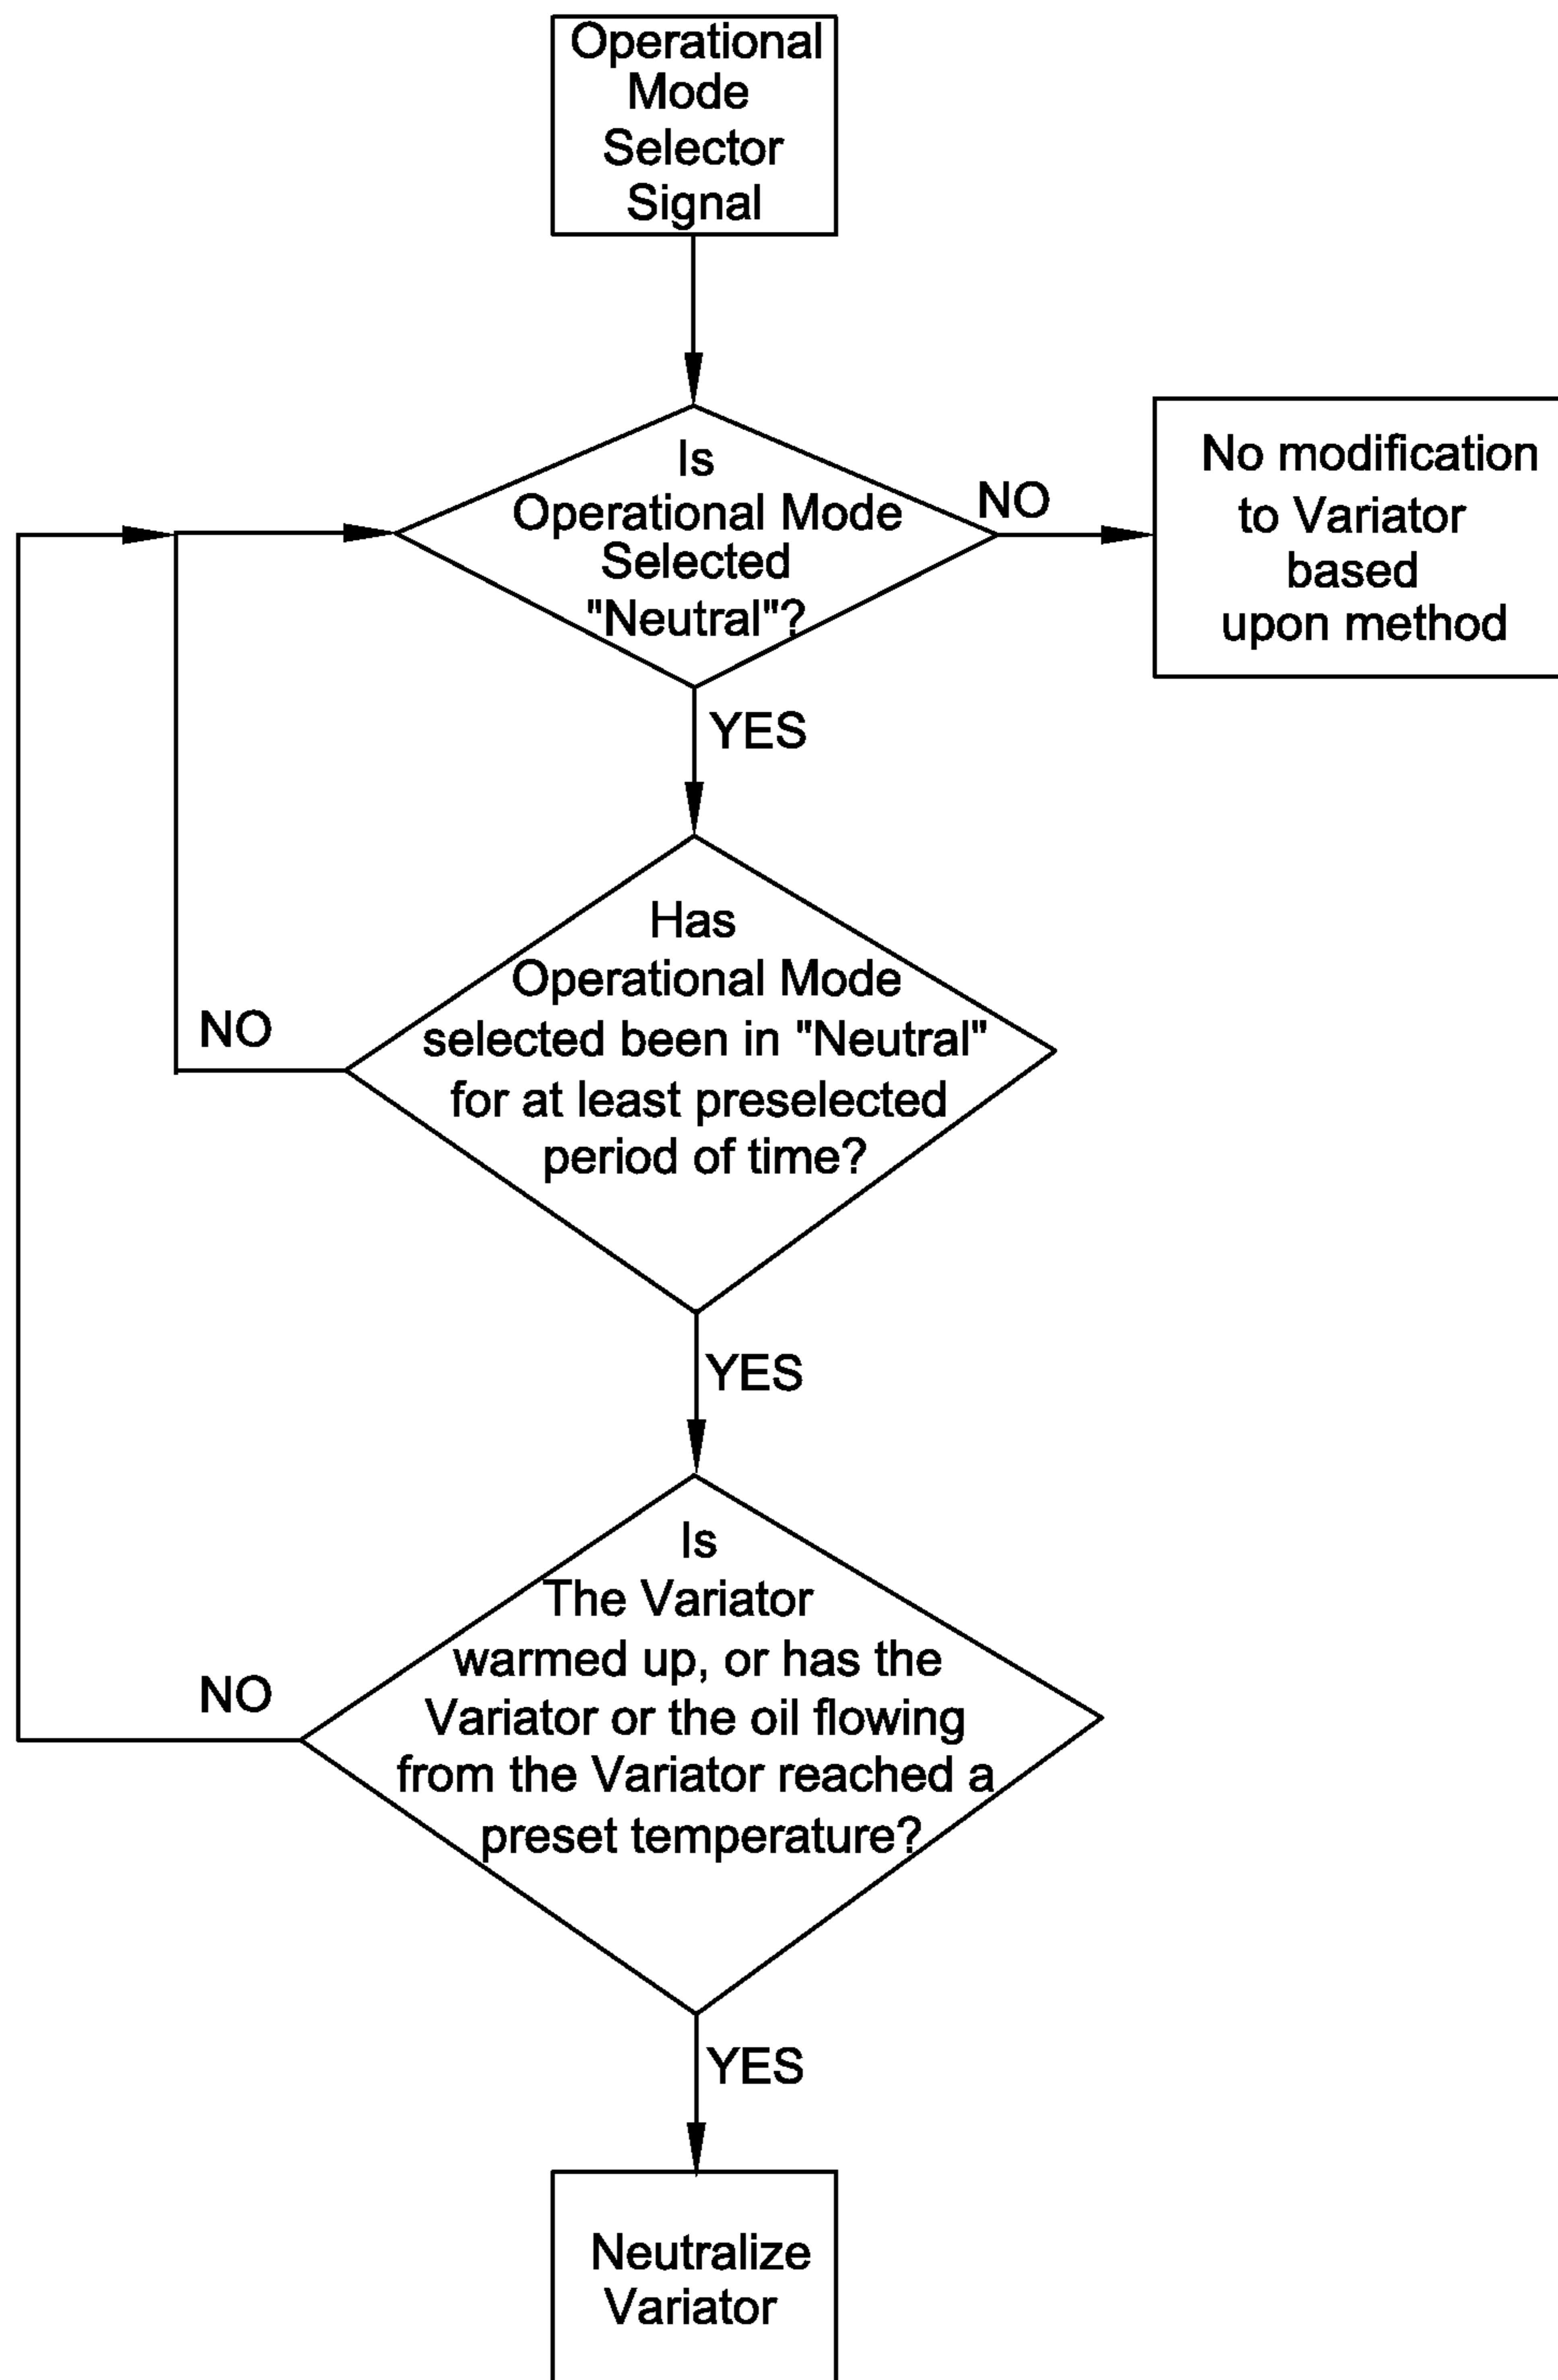 Operational
Mode
Selector
Signal
Is
Operational Mode
Selected
"Neutral"?
NO
No modification
to Variator
based
upon method
YES
Has
Operational Mode
selected been in "Neutral"
for at least preselected
period of time?
NO
YES
Is
The Variator
warmed up, or has the
Variator or the oil flowing
from the Variator reached a
preset temperature?
NO
YES
Neutralize
Variator